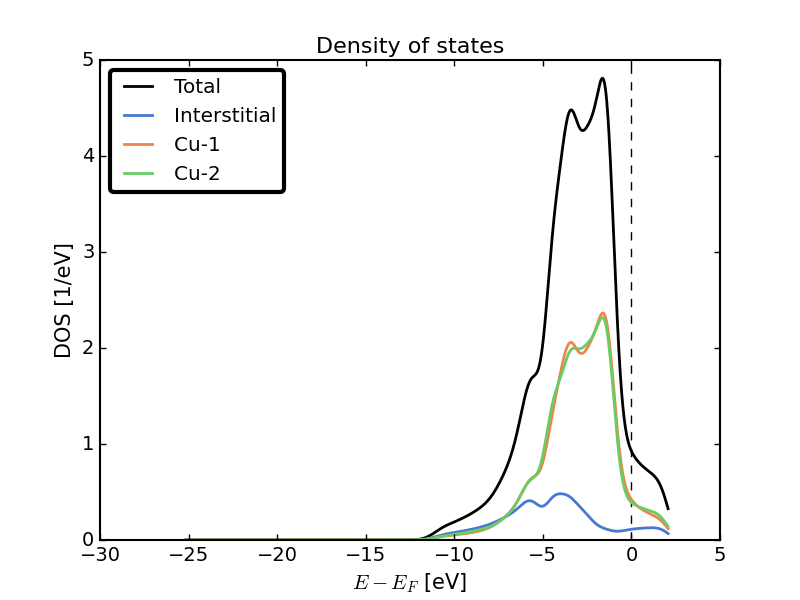 Density of states
5
4
3
2
1
0
DOS [1/eV]
Total
Interstitial
Cu-1
Cu-2
−30 −25 −20 −15 −10 −5 0 5
E − E_F [eV]